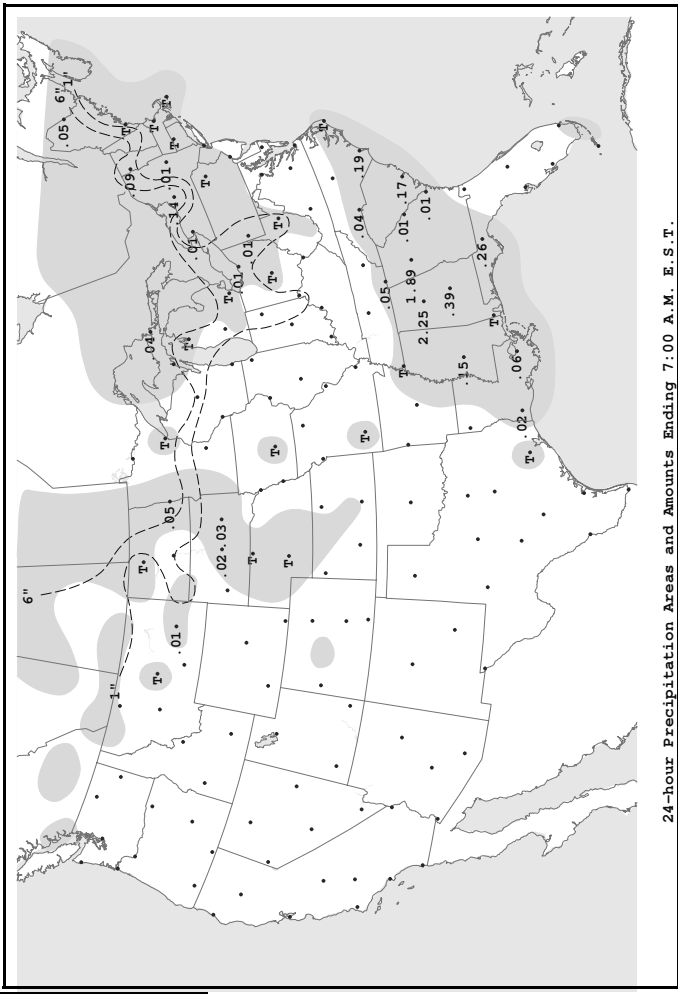 6"
6"
.05
1"
1"
T
.09
T
.04
T
T
T
.01
T
.05
.14
T
.01
T
.01
T
.02
.03
T
.01
.01
T
T
T
T
T
T
.04
.19
T
.05
.17
T
.01
1.89
2.25
.01
.39
.15
.26
T
.06
.02
T
24-hour Precipitation Areas and Amounts Ending 7:00 A.M. E.S.T.